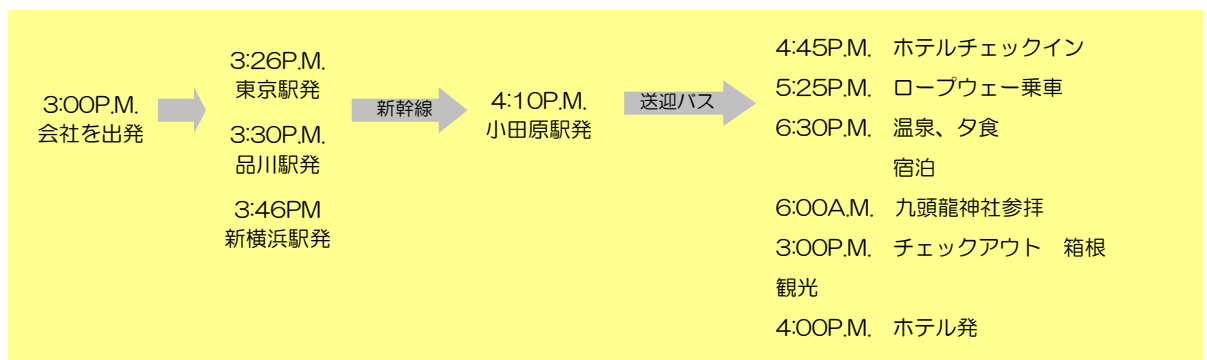 3:00P.M.
会社を出発
3:26P.M.
東京駅発
3:30P.M.
品川駅発
3:46PM
新横浜駅発
新幹線
4:10P.M.
小田原駅発
送迎バス
4:45P.M. ホテルチェックイン
5:25P.M. ロープウェー乗車
6:30P.M. 温泉、夕食
宿泊
6:00A.M. 九頭龍神社参拝
3:00P.M. チェックアウト 箱根
観光
4:00P.M. ホテル発